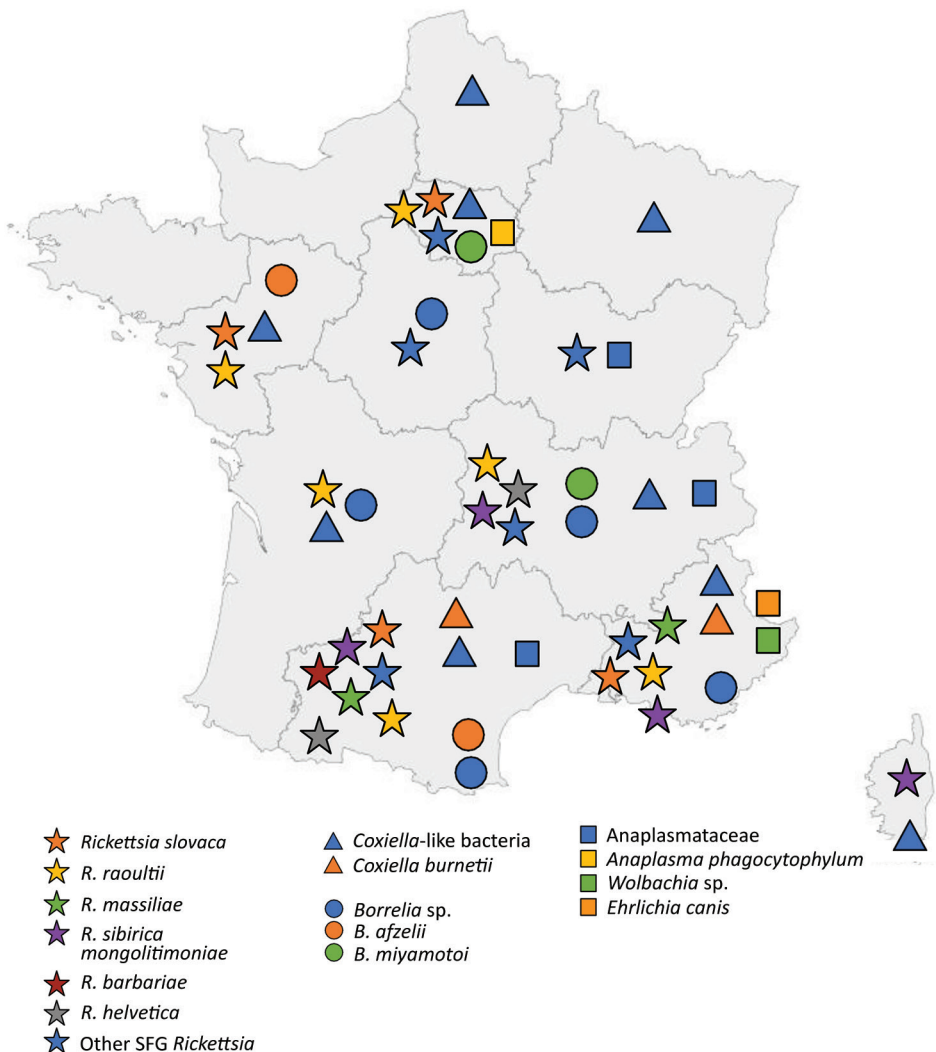 Rickettsia slovaca
R. raoultii
R. massiliae
R. sibirica
mongolitimoniae
R. barbariae
R. helvetica
Other SFG Rickettsia
Coxiella-like bacteria
Coxiella burnetii
Borrelia sp.
B. afzelii
B. miyamotoi
Anaplasmataceae
Anaplasma phagocytophylum
Wolbachia sp.
Ehrlichia canis